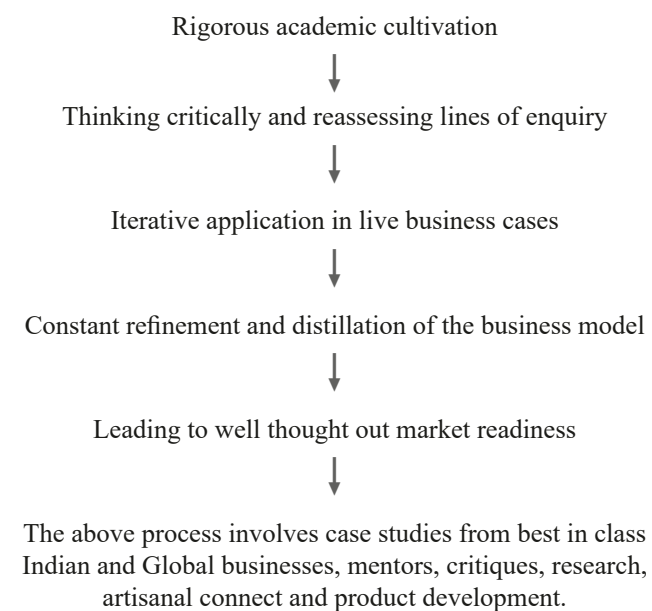 Rigorous academic cultivation
Thinking critically and reassessing lines of enquiry
Iterative application in live business cases
Constant refinement and distillation of the business model
Leading to well thought out market readiness
The above process involves case studies from best in class
Indian and Global businesses, mentors, critiques, research,
artisanal connect and product development.